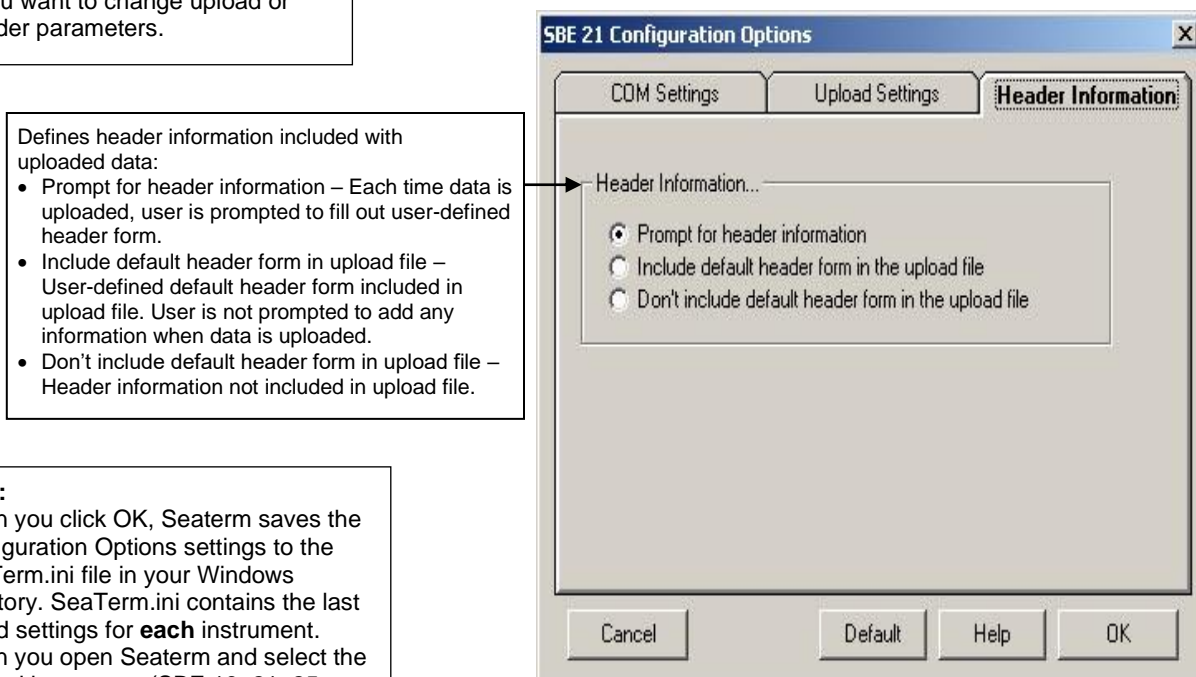 want to change upload or
parameters.
Defines header information included with
uploaded data:
• Prompt for header information – Each time data is
uploaded, user is prompted to fill out user-defined
header form.
• Include default header form in upload file –
User-defined default header form included in
upload file. User is not prompted to add any
information when data is uploaded.
• Don’t include default header form in upload file –
Header information not included in upload file.
you click OK, Seaterm saves the
Options settings to the
file in your Windows
SeaTerm.ini contains the last
settings for each instrument.
you open Seaterm and select the
SBE 21 Configuration Options
COM Settings
Upload Settings
Header Information
Header Information...
Prompt for header information
Include default header form in the upload file
Don't include default header form in the upload file
Cancel
Default
Help
OK